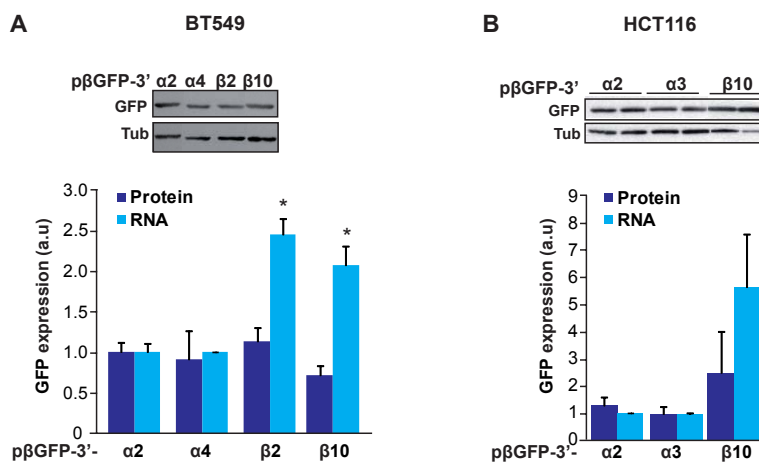 A
BT549
pβGFP-3' α2 α4 β2 β10
GFP
Tub
3.0
2.5
2.0
1.5
1.0
0.5
0
GFP expression (a.u)
Protein
RNA
*
*
pβGFP-3'- α2 α4 β2 β10
B
HCT116
pβGFP-3' α2 α3 β10
GFP
Tub
9
8
7
6
5
4
2
1
0
GFP expression (a.u)
Protein
RNA
pβGFP-3'- α2 α3 β10